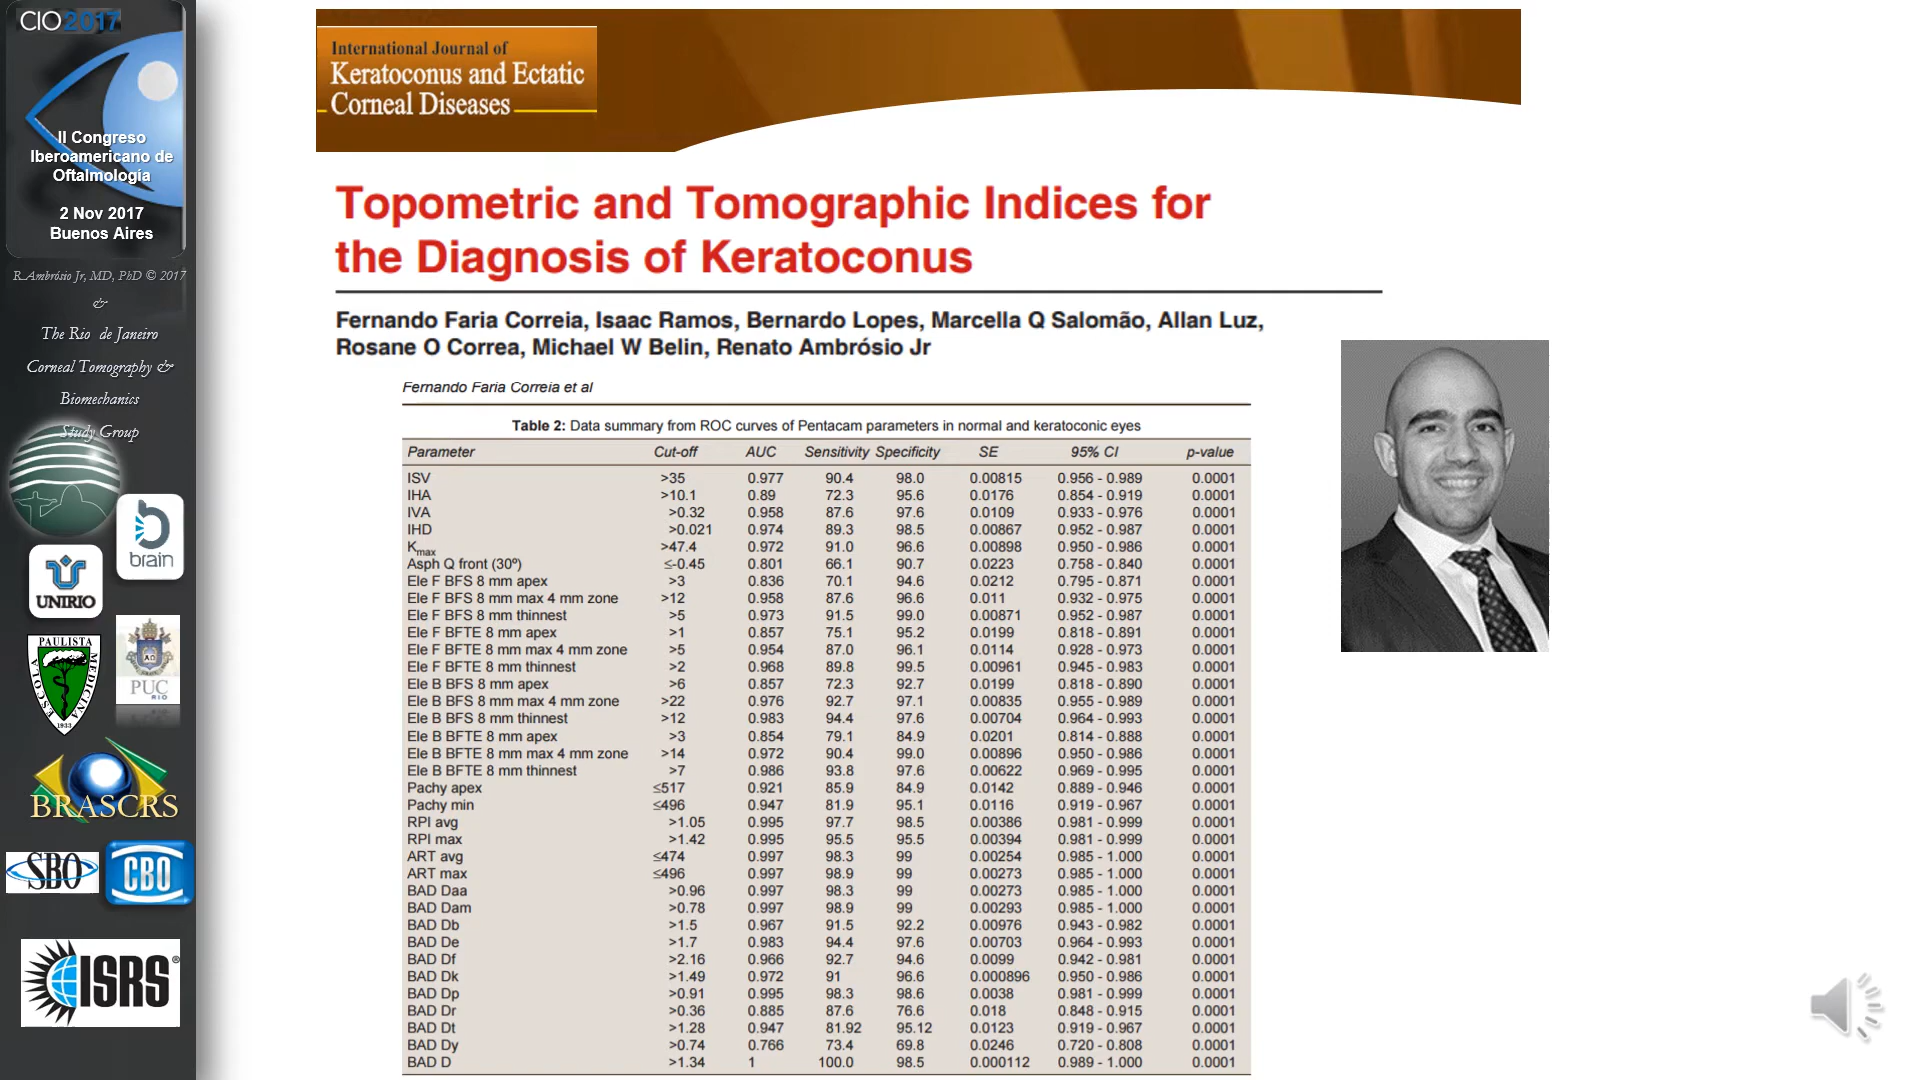 CIO 2017
II Congreso
Iberoamericano de
Oftalmología
2 Nov 2017
Buenos Aires
R.Ambrósio Jr, MD, PhD © 2017
&
The Rio de Janeiro
Corneal Tomography &
Biomechanics
Study Group
brain
UNIRIO
PAULISTA
ESCOLA
MEDICINA
1933
PUC
RIO
BRASCRS
SBO
CBO
ISRS®
International Journal of
Keratoconus and Ectatic
Corneal Diseases
Topometric and Tomographic Indices for
the Diagnosis of Keratoconus
Fernando Faria Correia, Isaac Ramos, Bernardo Lopes, Marcella Q Salomão, Allan Luz,
Rosane O Correa, Michael W Belin, Renato Ambrósio Jr
Fernando Faria Correia et al
Table 2: Data summary from ROC curves of Pentacam parameters in normal and keratoconic eyes
Parameter Cut-off AUC Sensitivity Specificity SE 95% CI p-value
ISV >35 0.977 90.4 98.0 0.00815 0.956 - 0.989 0.0001
IHA >10.1 0.89 72.3 95.6 0.0176 0.854 - 0.919 0.0001
IVA >0.32 0.958 87.6 97.6 0.0109 0.933 - 0.976 0.0001
IHD >0.021 0.974 89.3 98.5 0.00867 0.952 - 0.987 0.0001
Kmax >47.4 0.972 91.0 96.6 0.00898 0.950 - 0.986 0.0001
Asph Q front (30º) ≤-0.45 0.801 66.1 90.7 0.0223 0.758 - 0.840 0.0001
Ele F BFS 8 mm apex >3 0.836 70.1 94.6 0.0212 0.795 - 0.871 0.0001
Ele F BFS 8 mm max 4 mm zone >12 0.958 87.6 96.6 0.011 0.932 - 0.975 0.0001
Ele F BFS 8 mm thinnest >5 0.973 91.5 99.0 0.00871 0.952 - 0.987 0.0001
Ele F BFTE 8 mm apex >1 0.857 75.1 95.2 0.0199 0.818 - 0.891 0.0001
Ele F BFTE 8 mm max 4 mm zone >5 0.954 87.0 96.1 0.0114 0.928 - 0.973 0.0001
Ele F BFTE 8 mm thinnest >2 0.968 89.8 99.5 0.00961 0.945 - 0.983 0.0001
Ele B BFS 8 mm apex >6 0.857 72.3 92.7 0.0199 0.818 - 0.890 0.0001
Ele B BFS 8 mm max 4 mm zone >22 0.976 92.7 97.1 0.00835 0.955 - 0.989 0.0001
Ele B BFS 8 mm thinnest >12 0.983 94.4 97.6 0.00704 0.964 - 0.993 0.0001
Ele B BFTE 8 mm apex >3 0.854 79.1 84.9 0.0201 0.814 - 0.888 0.0001
Ele B BFTE 8 mm max 4 mm zone >14 0.972 90.4 99.0 0.00896 0.950 - 0.986 0.0001
Ele B BFTE 8 mm thinnest >7 0.986 93.8 97.6 0.00622 0.969 - 0.995 0.0001
Pachy apex ≤517 0.921 85.9 84.9 0.0142 0.889 - 0.946 0.0001
Pachy min ≤496 0.947 81.9 95.1 0.0116 0.919 - 0.967 0.0001
RPI avg >1.05 0.995 97.7 98.5 0.00386 0.981 - 0.999 0.0001
RPI max >1.42 0.995 95.5 95.5 0.00394 0.981 - 0.999 0.0001
ART avg ≤474 0.997 98.3 99 0.00254 0.985 - 1.000 0.0001
ART max ≤496 0.997 98.9 99 0.00273 0.985 - 1.000 0.0001
BAD Daa >0.96 0.997 98.3 99 0.00273 0.985 - 1.000 0.0001
BAD Dam >0.78 0.997 98.9 99 0.00293 0.985 - 1.000 0.0001
BAD Db >1.5 0.967 91.5 92.2 0.00976 0.943 - 0.982 0.0001
BAD De >1.7 0.983 94.4 97.6 0.00703 0.964 - 0.993 0.0001
BAD Df >2.16 0.966 92.7 94.6 0.0099 0.942 - 0.981 0.0001
BAD Dk >1.49 0.972 91 96.6 0.000896 0.950 - 0.986 0.0001
BAD Dp >0.91 0.995 98.3 98.6 0.0038 0.981 - 0.999 0.0001
BAD Dr >0.36 0.885 87.6 76.6 0.018 0.848 - 0.915 0.0001
BAD Dt >1.28 0.947 81.92 95.12 0.0123 0.919 - 0.967 0.0001
BAD Dy >0.74 0.766 73.4 69.8 0.0246 0.720 - 0.808 0.0001
BAD D >1.34 1 100.0 98.5 0.000112 0.989 - 1.000 0.0001